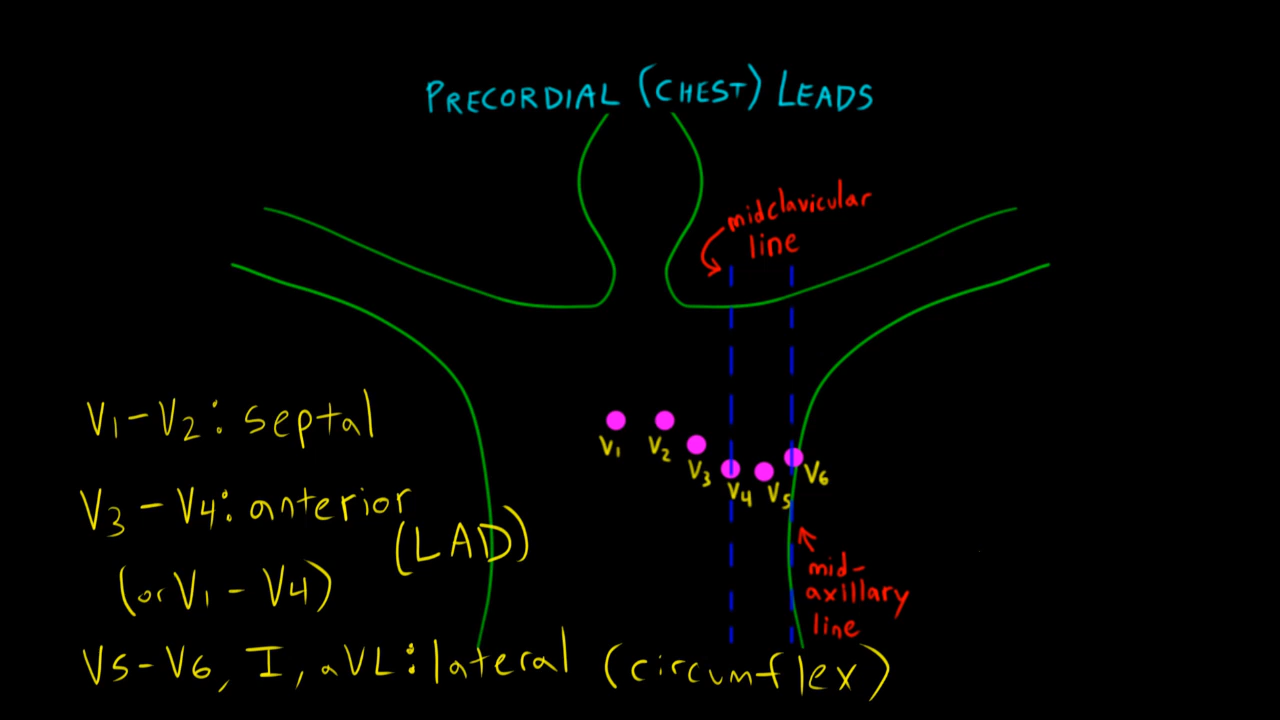 PRECORDIAL (CHEST) LEADS
midclavicular
line
V1-V2: septal
V1
V2
V3
V4
V5
V6
V3-V4: anterior
(LAD)
(or V1-V4)
mid-
axillary
line
V5-V6, I, aVL: lateral (circumflex)